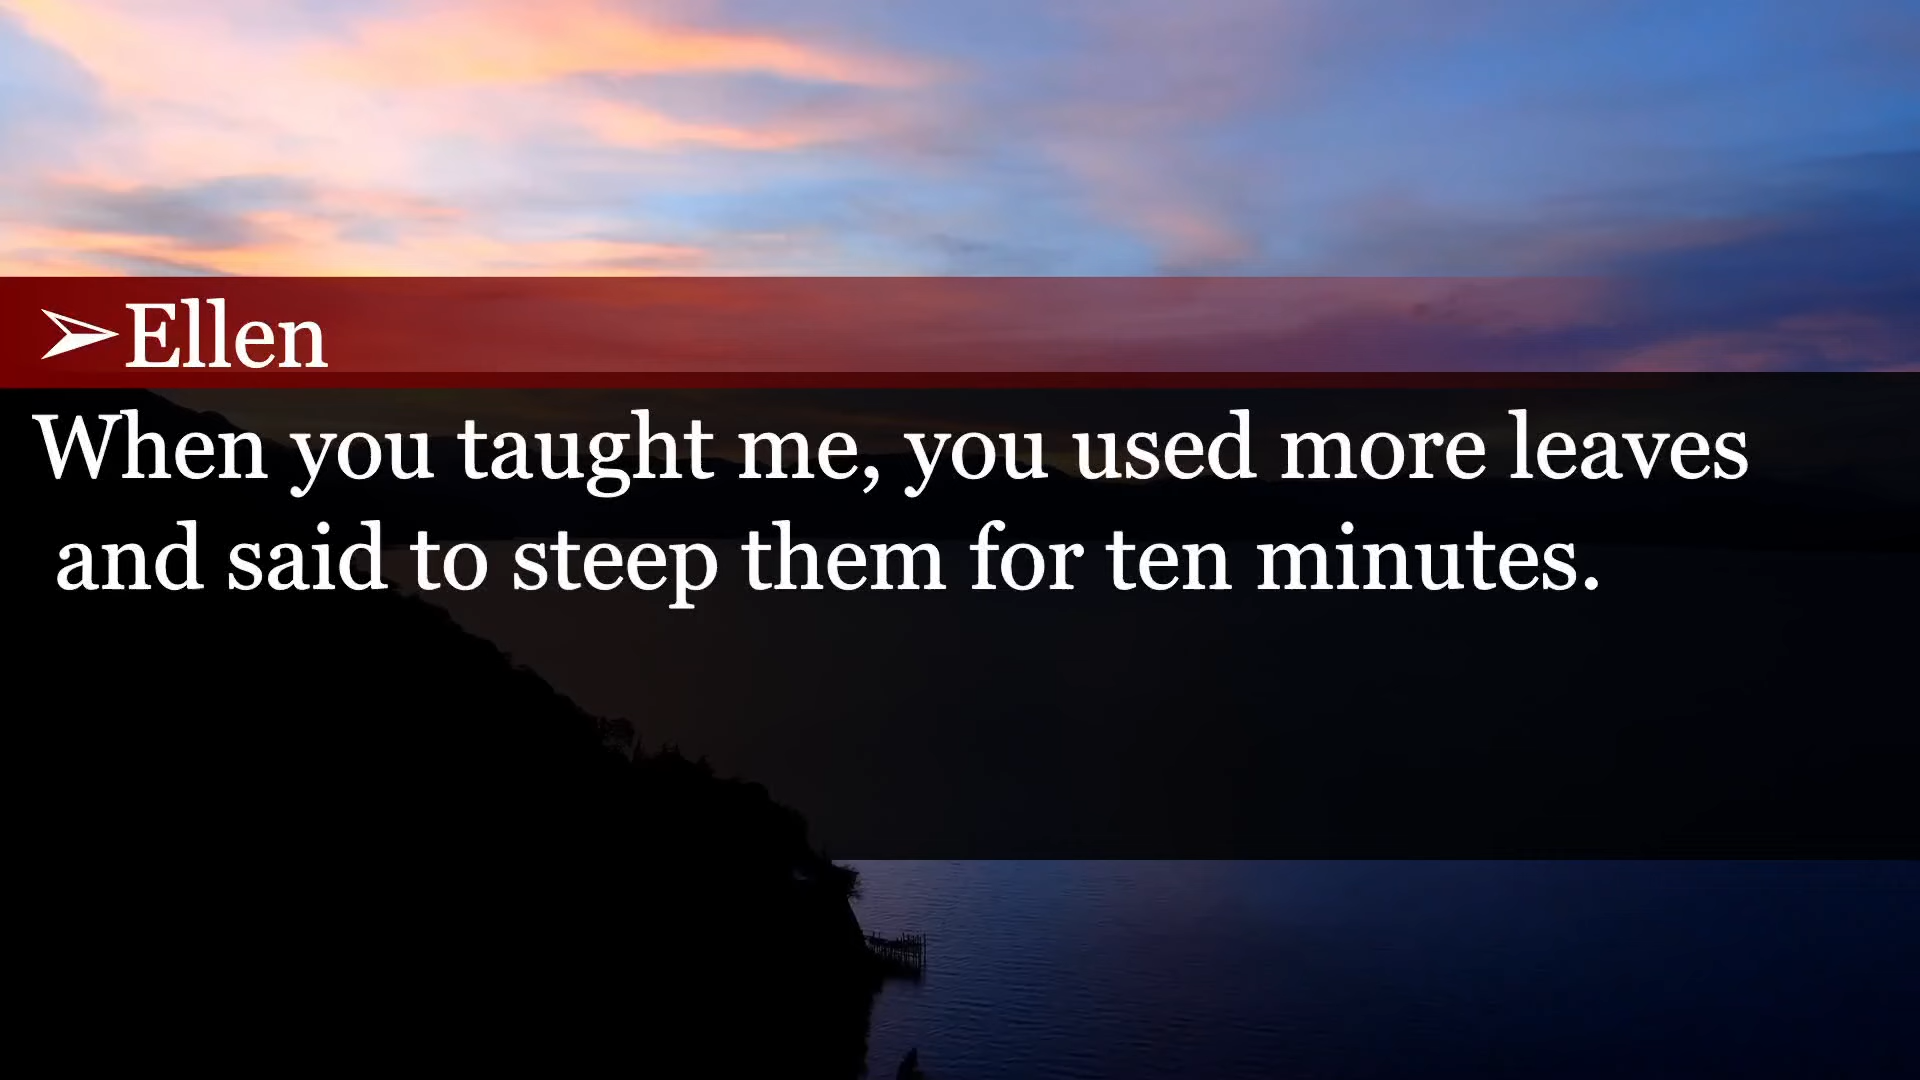 ➢Ellen
When you taught me, you used more leaves
and said to steep them for ten minutes.